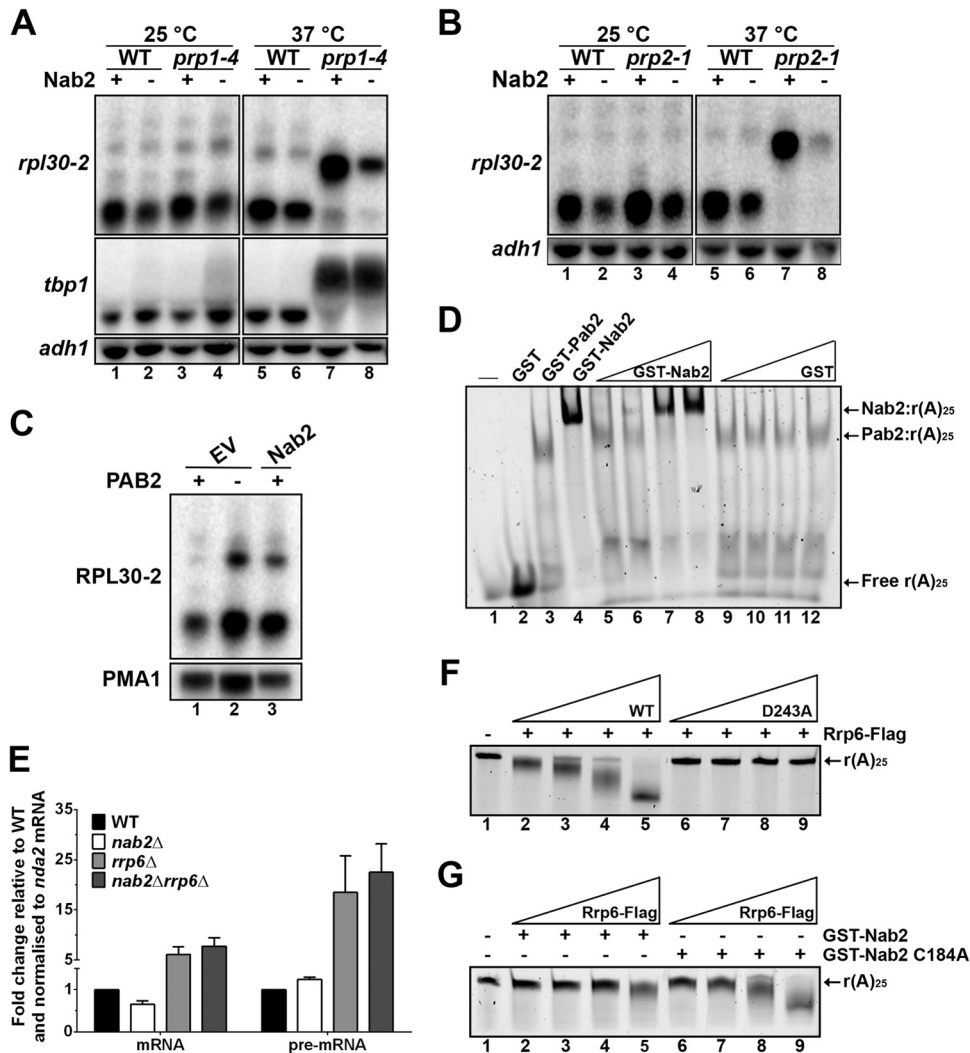 A
25 °C 37 °C
WT prp1-4 WT prp1-4
Nab2 + - + - + - + -
rpl30-2
tbp1
adh1
1 2 3 4 5 6 7 8
B
25 °C 37 °C
WT prp2-1 WT prp2-1
Nab2 + - + - + - + -
rpl30-2
adh1
1 2 3 4 5 6 7 8
C
EV Nab2
PAB2 + - +
RPL30-2
PMA1
1 2 3
D
— GST GST-Pab2 GST-Nab2 GST-Nab2 GST
←Nab2:r(A)25
←Pab2:r(A)25
←Free r(A)25
1 2 3 4 5 6 7 8 9 10 11 12
E
Fold change relative to WT
and normalised to nda2 mRNA
35
25
15
5
1
0
WT
nab2Δ
rrp6Δ
nab2Δrrp6Δ
mRNA pre-mRNA
F
WT D243A
- + + + + + + + + Rrp6-Flag
←r(A)25
1 2 3 4 5 6 7 8 9
G
Rrp6-Flag Rrp6-Flag
- + + + + - - - - GST-Nab2
- - - - - + + + + GST-Nab2 C184A
←r(A)25
1 2 3 4 5 6 7 8 9